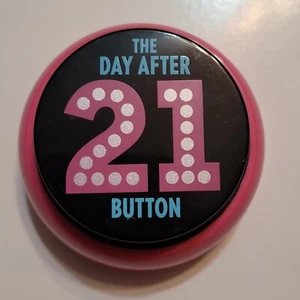 THE
DAY AFTER
21
BUTTON